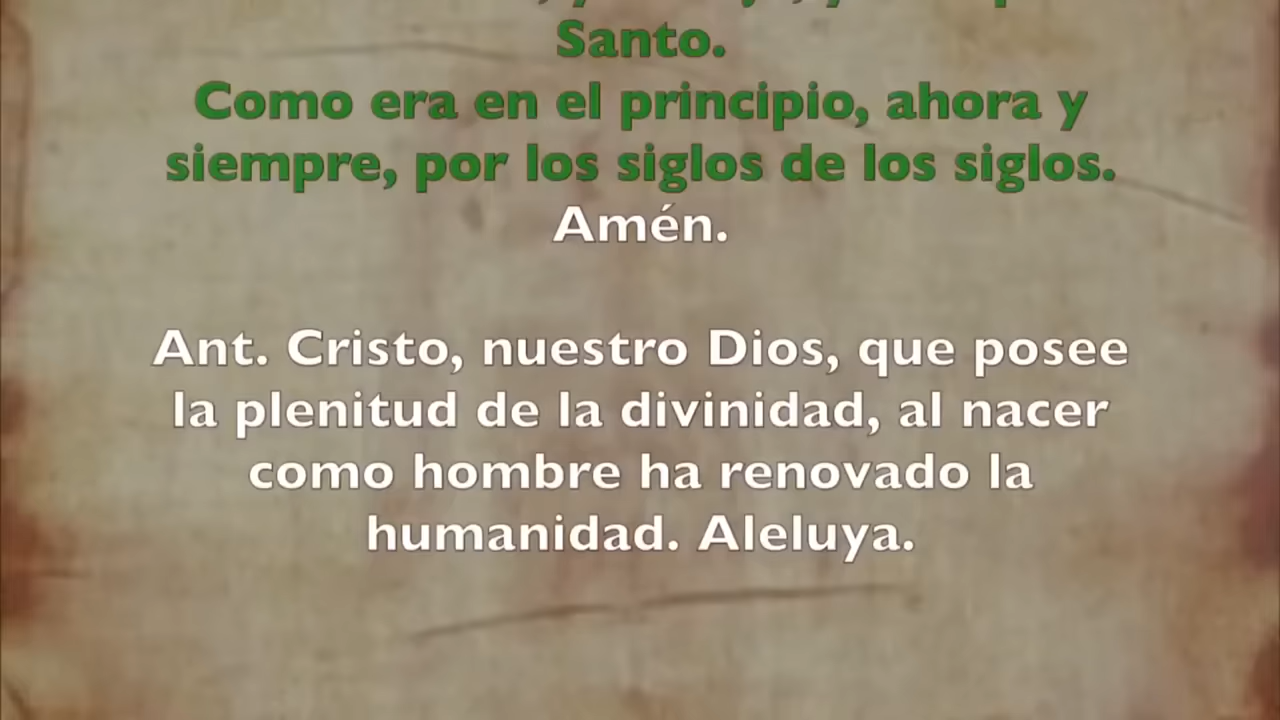 Santo.
Como era en el principio, ahora y
siempre, por los siglos de los siglos.
Amén.
Ant. Cristo, nuestro Dios, que posee
la plenitud de la divinidad, al nacer
como hombre ha renovado la
humanidad. Aleluya.